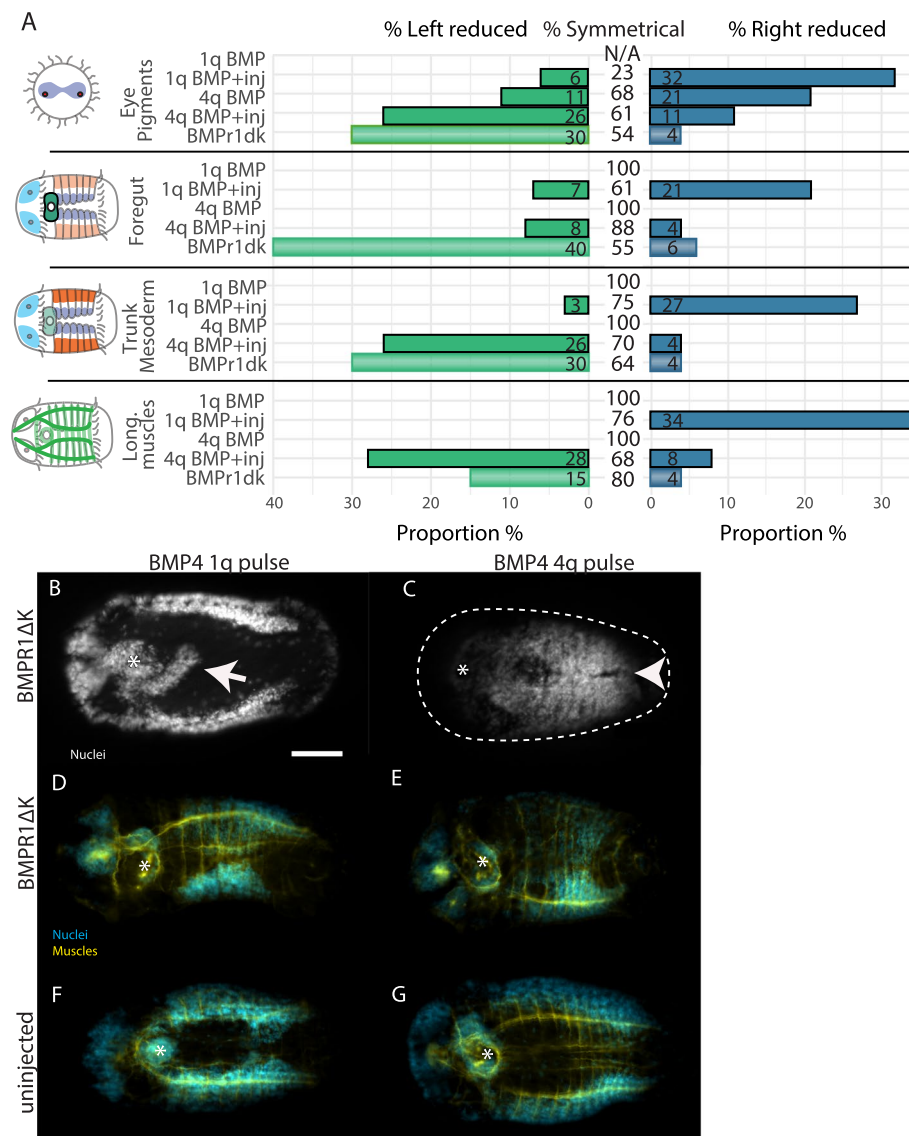 A
% Left reduced % Symmetrical % Right reduced
Eye Pigments
1q BMP N/A
1q BMP+inj 6 23 32
4q BMP 11 68 21
4q BMP+inj 26 61 11
BMPr1dk 30 54 4
Foregut
1q BMP 100
1q BMP+inj 7 61 21
4q BMP 100
4q BMP+inj 8 88 4
BMPr1dk 40 55 6
Trunk Mesoderm
1q BMP 100
1q BMP+inj 3 75 27
4q BMP 100
4q BMP+inj 26 70 4
BMPr1dk 30 64 4
Long. muscles
1q BMP 100
1q BMP+inj 76 34
4q BMP 100
4q BMP+inj 28 68 8
BMPr1dk 15 80 4
40 30 20 10 0 0 10 20 30
Proportion % Proportion %
BMP4 1q pulse BMP4 4q pulse
BMPR1ΔK
B * C *
Nuclei
BMPR1ΔK
D * E *
Nuclei
Muscles
uninjected
F * G *